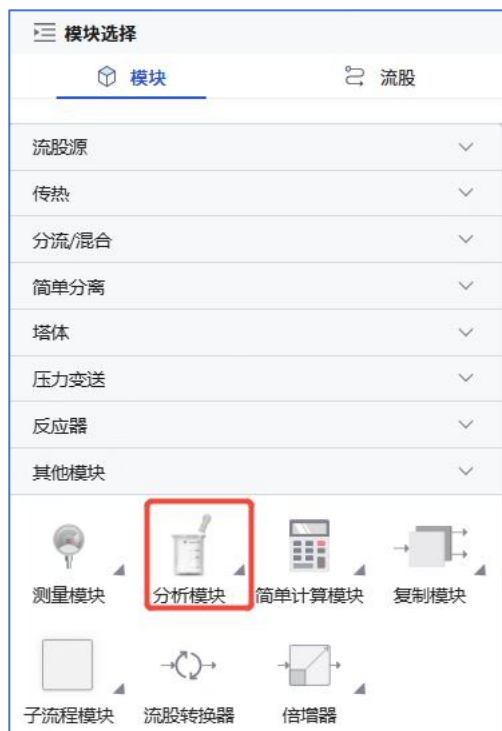 模块选择
模块 流股
流股源
传热
分流/混合
简单分离
塔体
压力变送
反应器
其他模块
测量模块 分析模块 简单计算模块 复制模块
子流程模块 流股转换器 倍增器